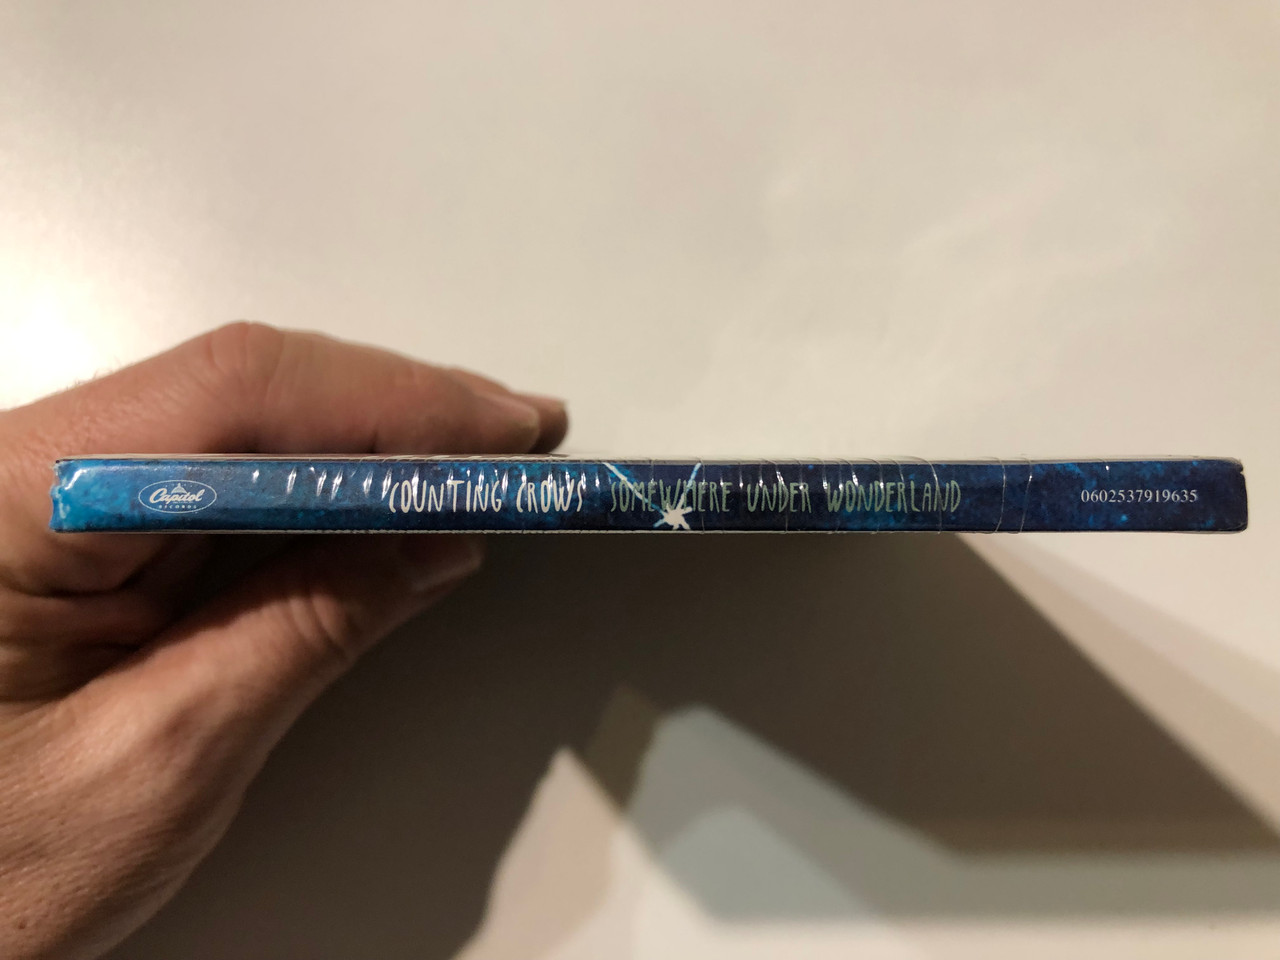 Capitol
RECORDS
COUNTING CROWS SOMEWHERE UNDER WONDERLAND
0602537919635